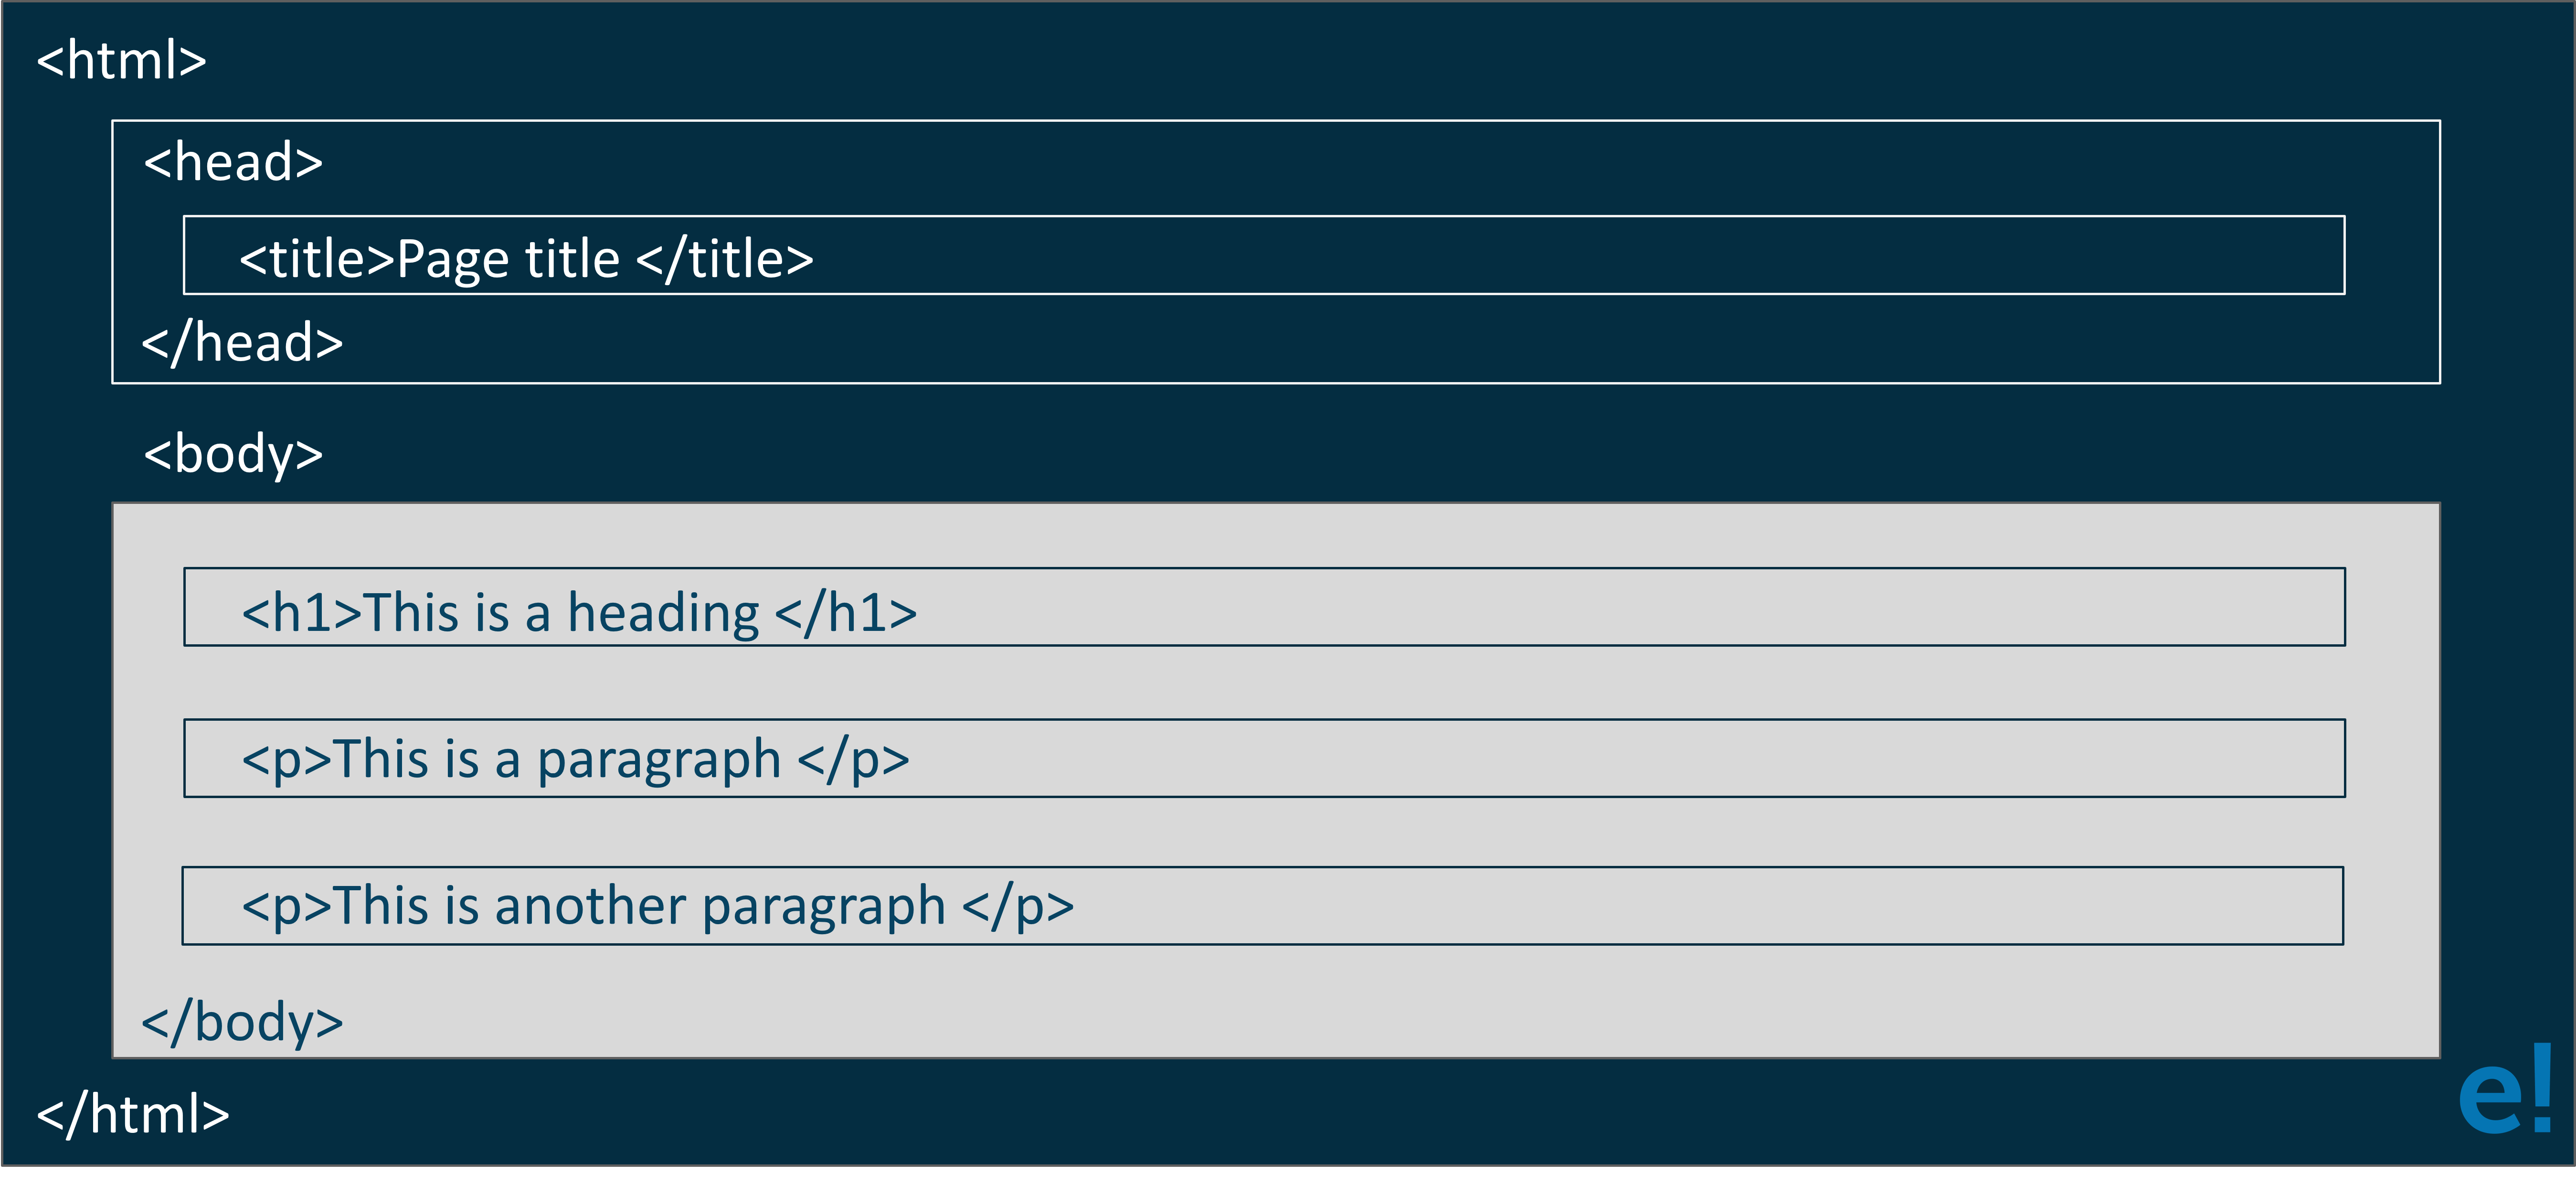 <html>
<head>
<title>Page title </title>
</head>
<body>
<h1>This is a heading </h1>
<p>This is a paragraph </p>
<p>This is another paragraph </p>
</body>
</html>
e!